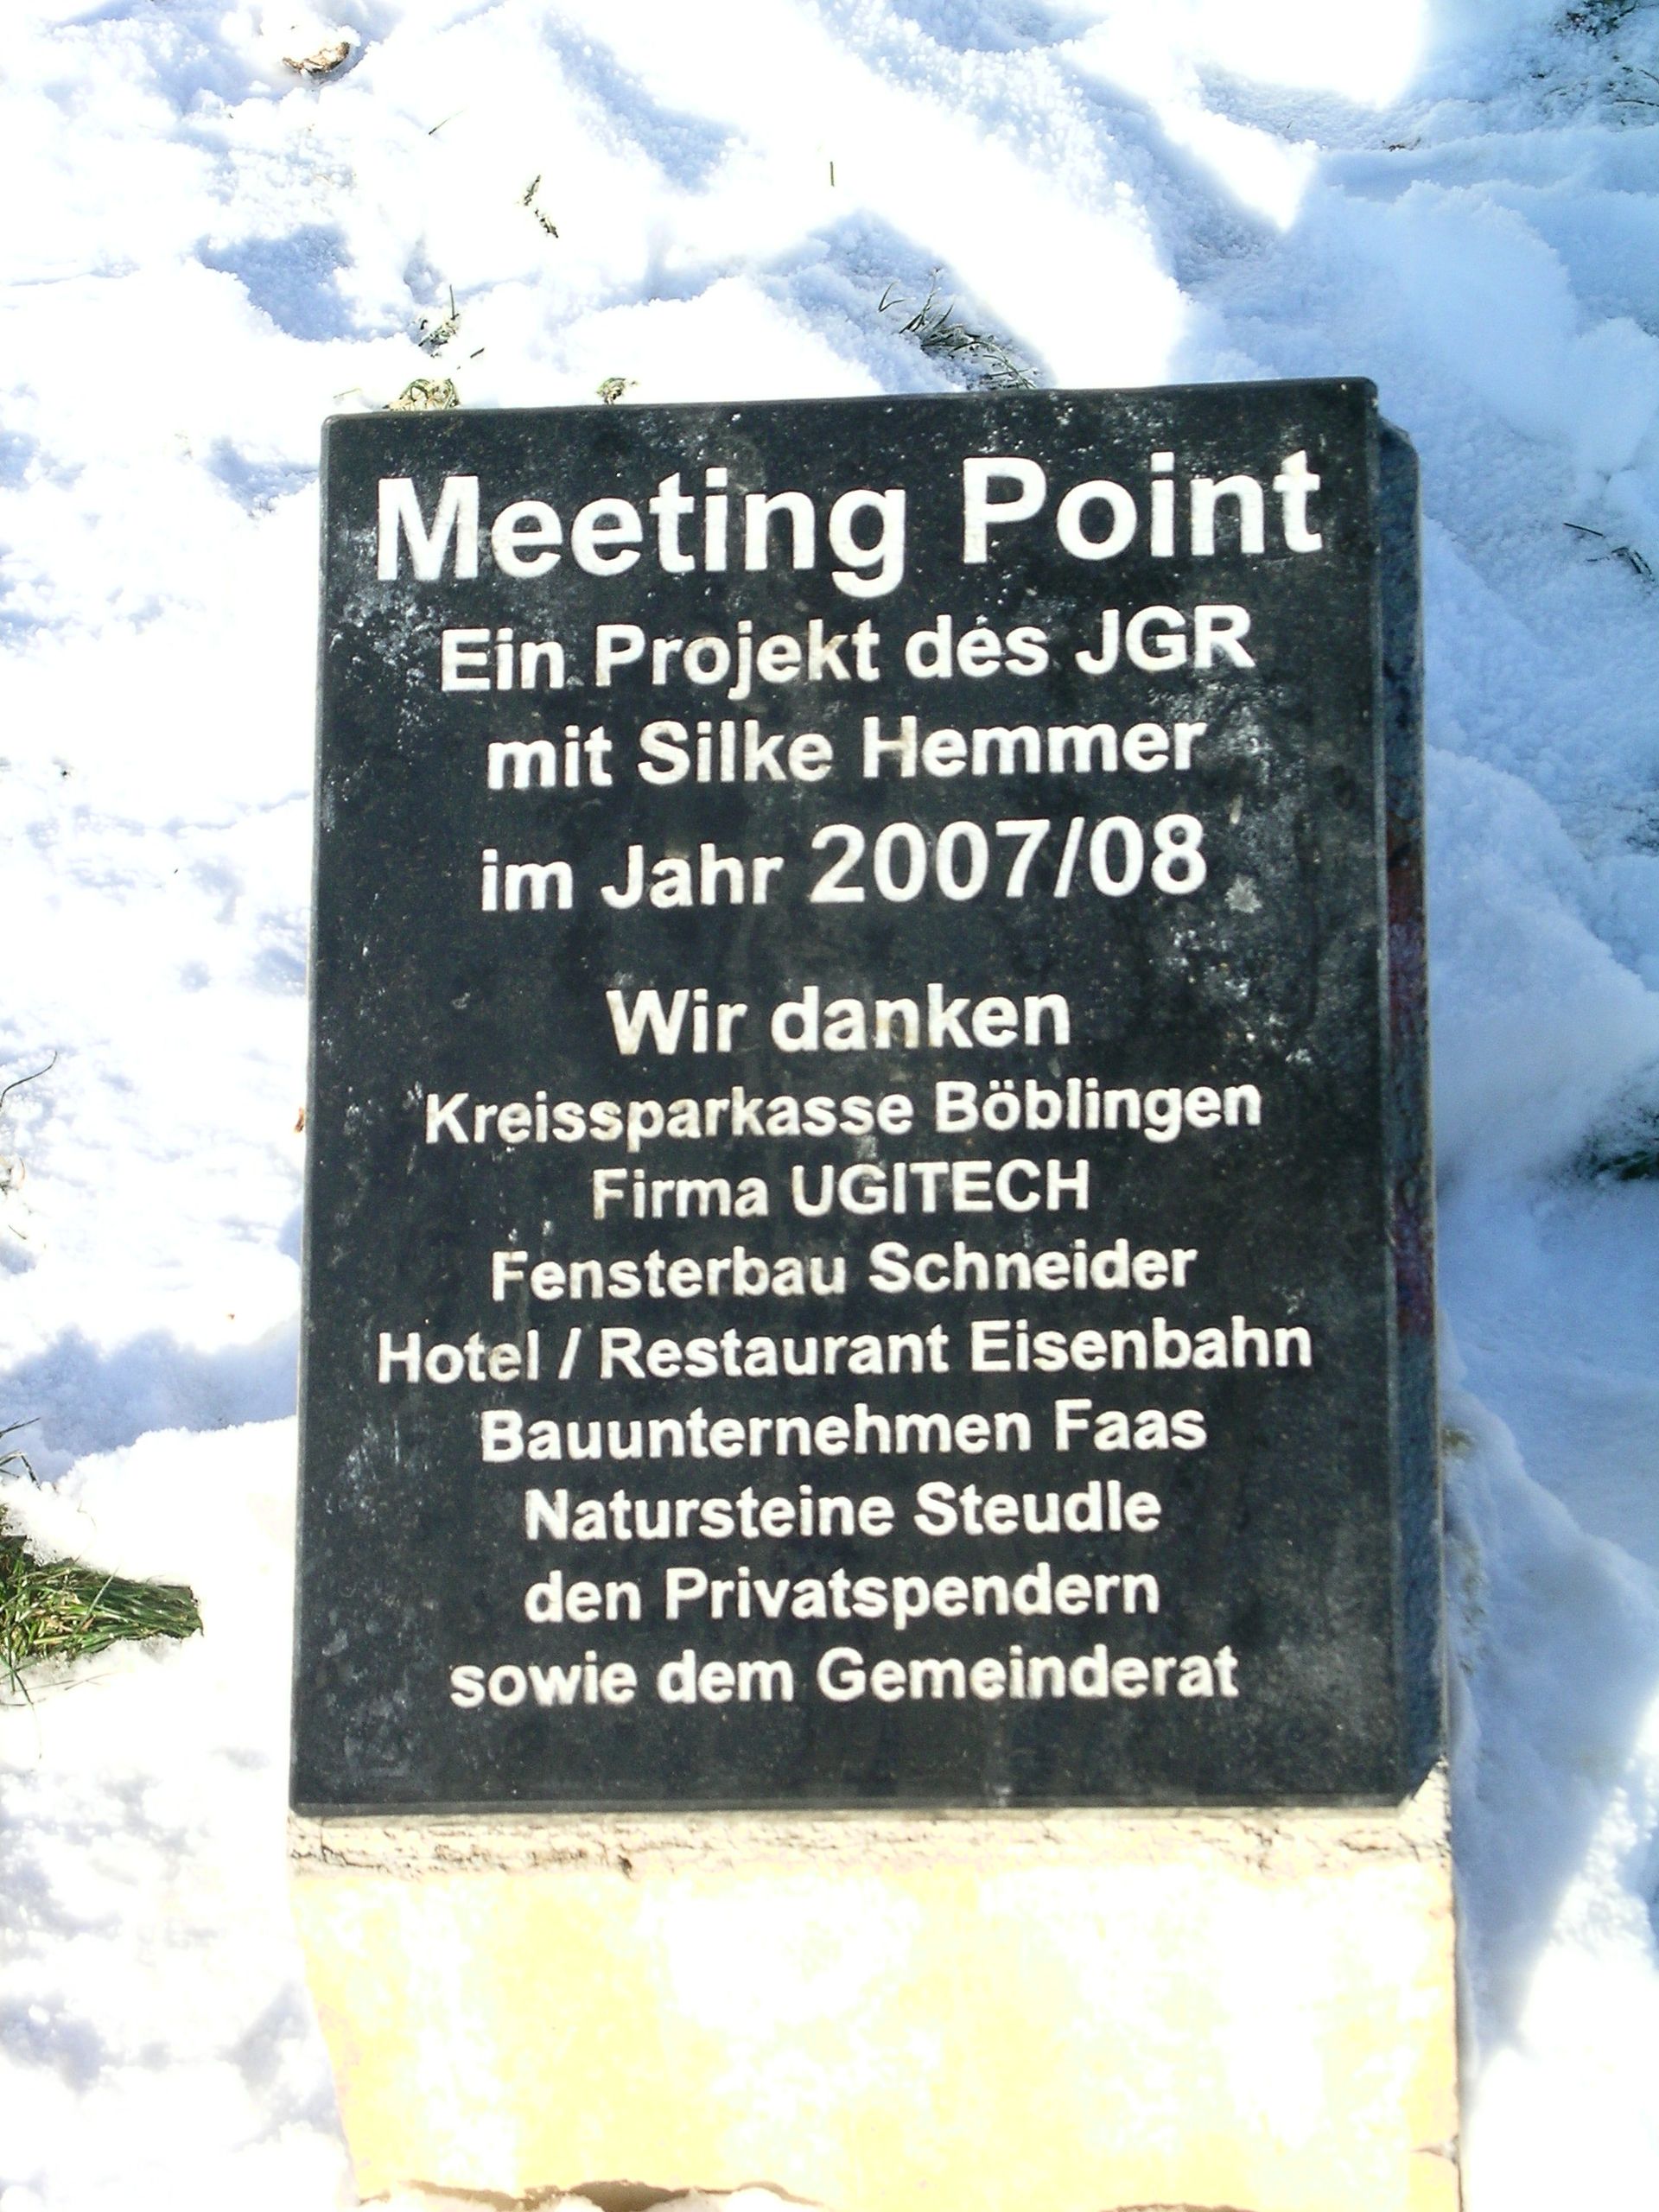 Meeting Point
Ein Projekt des JGR
mit Silke Hemmer
im Jahr 2007/08
Wir danken
Kreissparkasse Böblingen
Firma UGITECH
Fensterbau Schneider
Hotel / Restaurant Eisenbahn
Bauunternehmen Faas
Natursteine Steudle
den Privatspendern
sowie dem Gemeinderat